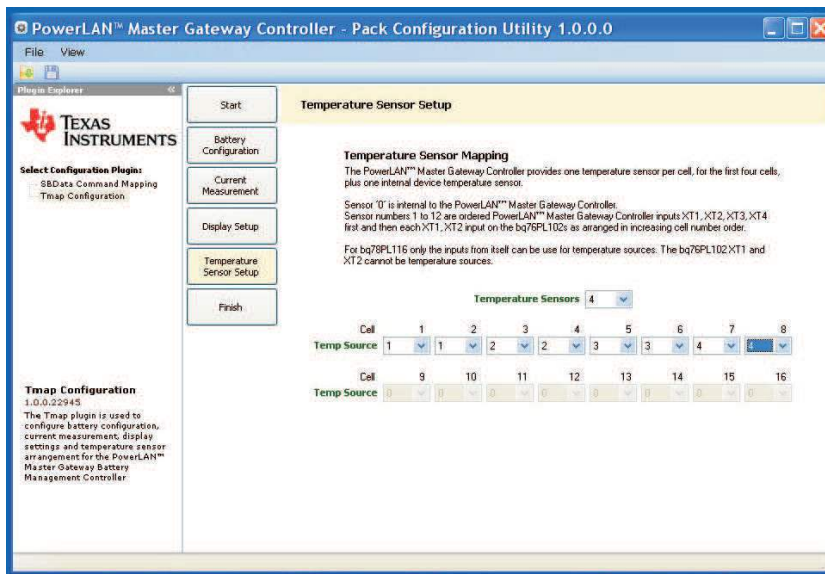 PowerLAN™ Master Gateway Controller - Pack Configuration Utility 1.0.0.0
File View
Plugin Explorer «
TEXAS
INSTRUMENTS
Select Configuration Plugin:
SBData Command Mapping
Tmap Configuration
Tmap Configuration
1.0.0.22945
The Tmap plugin is used to
configure battery configuration,
current measurement, display
settings and temperature sensor
arrangement for the PowerLAN™
Master Gateway Battery
Management Controller
Start
Battery
Configuration
Current
Measurement
Display Setup
Temperature
Sensor Setup
Finish
Temperature Sensor Setup
Temperature Sensor Mapping
The PowerLAN™ Master Gateway Controller provides one temperature sensor per cell, for the first four cells,
plus one internal device temperature sensor.
Sensor '0' is internal to the PowerLAN™ Master Gateway Controller.
Sensor numbers 1 to 12 are ordered PowerLAN™ Master Gateway Controller inputs XT1, XT2, XT3, XT4
first and then each XT1, XT2 input on the bq76PL102s as arranged in increasing cell number order.
For bq78PL116 only the inputs from itself can be use for temperature sources. The bq76PL102 XT1 and
XT2 cannot be temperature sources.
Temperature Sensors 4
Cell 1 2 3 4 5 6 7 8
Temp Source 1 1 2 2 3 3 4 4
Cell 9 10 11 12 13 14 15 16
Temp Source 0 0 0 0 0 0 0 0